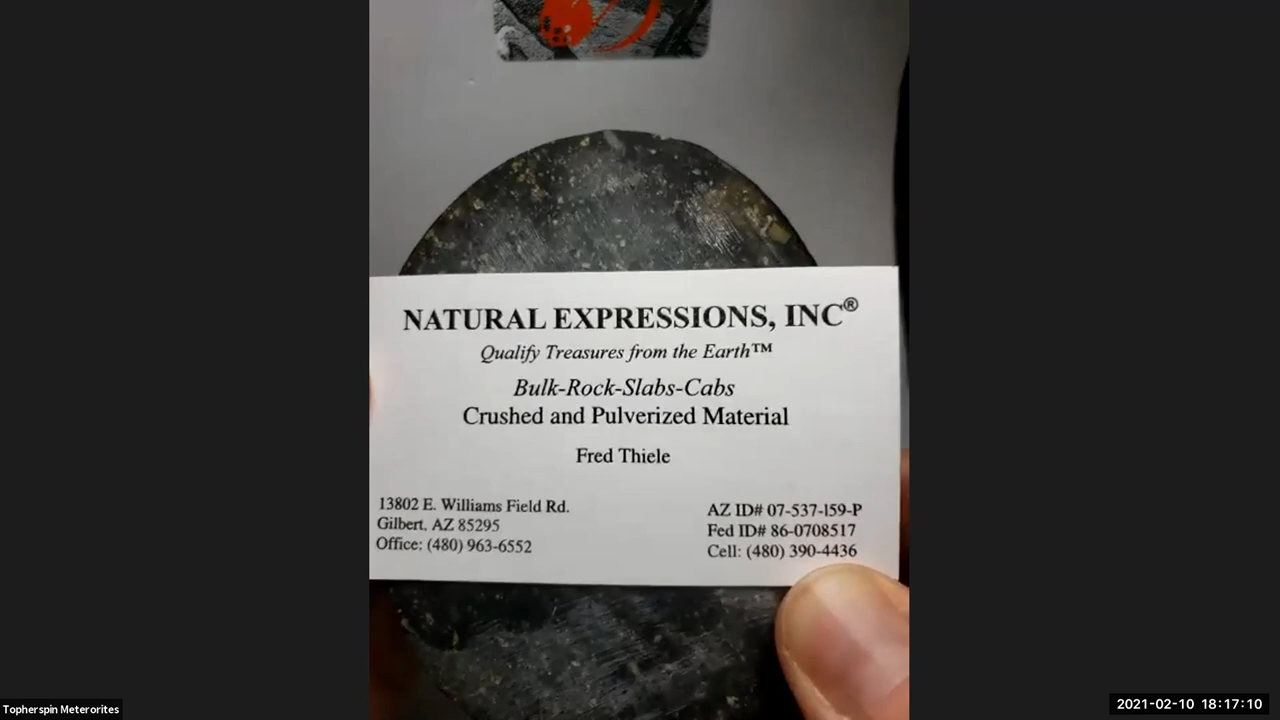 NATURAL EXPRESSIONS, INC®
Qualify Treasures from the Earth™
Bulk-Rock-Slabs-Cabs
Crushed and Pulverized Material
Fred Thiele
13802 E. Williams Field Rd.
Gilbert, AZ 85295
Office: (480) 963-6552
AZ ID# 07-537-l59-P
Fed ID# 86-0708517
Cell: (480) 390-4436
Topherspin Meterorites
2021-02-10 18:17:10